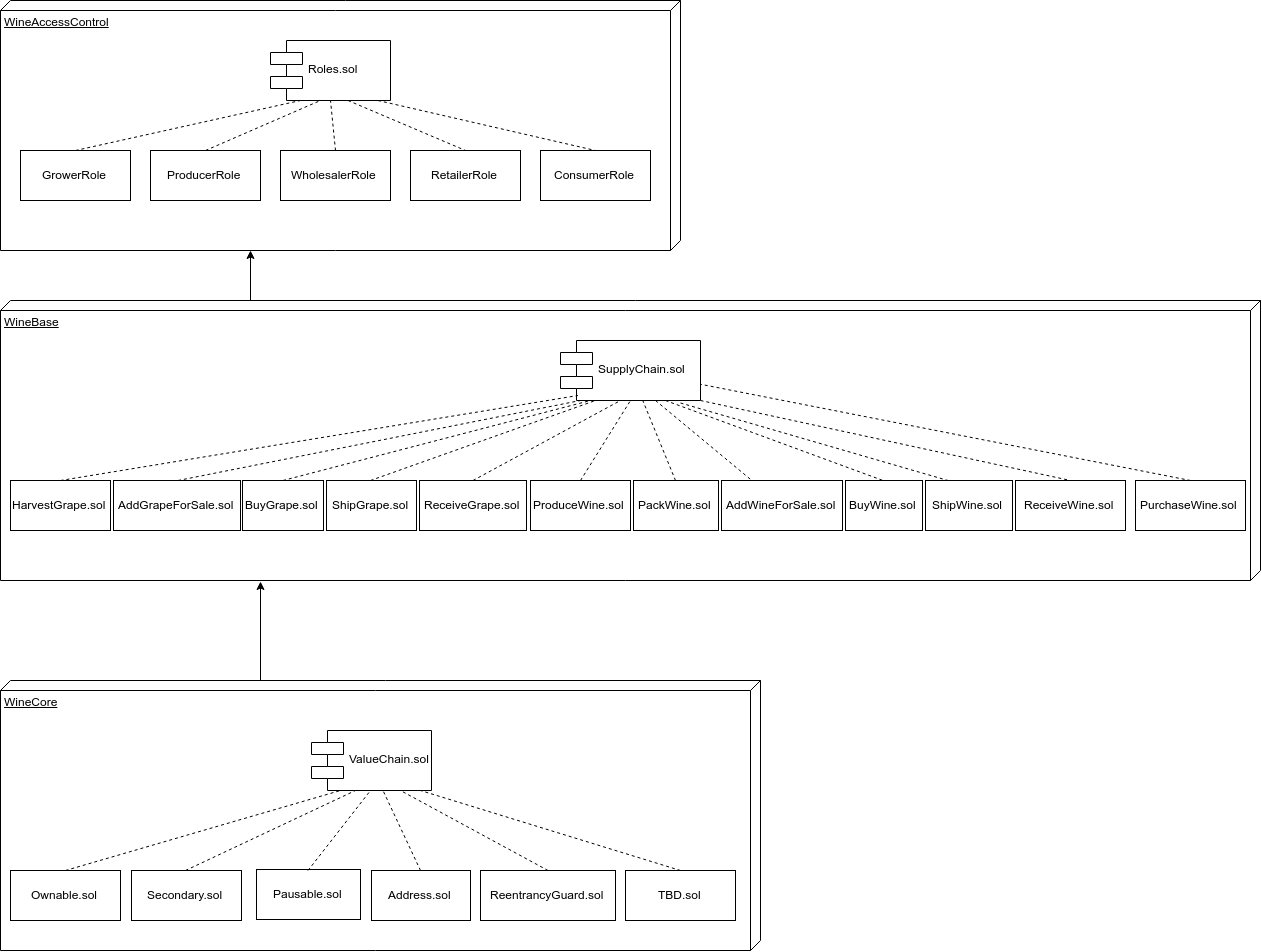 WineAccessControl
Roles.sol
GrowerRole
ProducerRole
WholesalerRole
RetailerRole
ConsumerRole
WineBase
SupplyChain.sol
HarvestGrape.sol
AddGrapeForSale.sol
BuyGrape.sol
ShipGrape.sol
ReceiveGrape.sol
ProduceWine.sol
PackWine.sol
AddWineForSale.sol
BuyWine.sol
ShipWine.sol
ReceiveWine.sol
PurchaseWine.sol
WineCore
ValueChain.sol
Ownable.sol
Secondary.sol
Pausable.sol
Address.sol
ReentrancyGuard.sol
TBD.sol